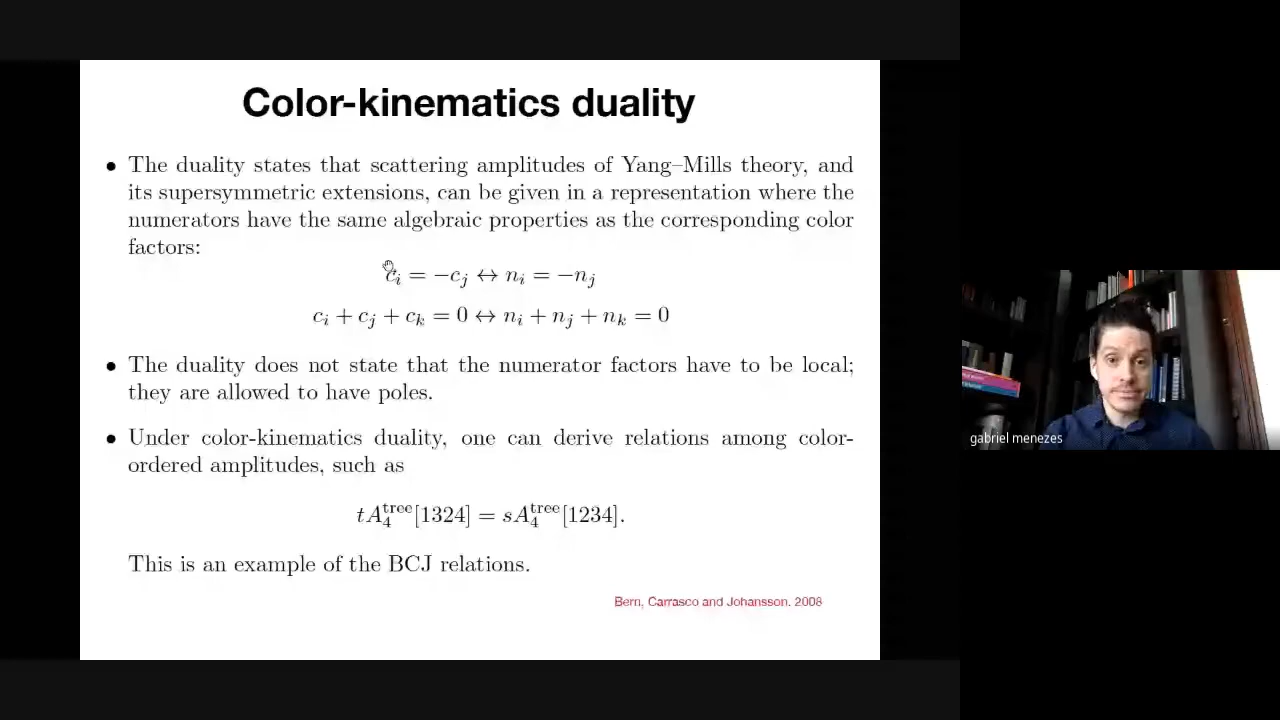 Color-kinematics duality
• The duality states that scattering amplitudes of Yang–Mills theory, and
its supersymmetric extensions, can be given in a representation where the
numerators have the same algebraic properties as the corresponding color
factors:
c_i = −c_j ↔ n_i = −n_j
c_i + c_j + c_k = 0 ↔ n_i + n_j + n_k = 0
• The duality does not state that the numerator factors have to be local;
they are allowed to have poles.
• Under color-kinematics duality, one can derive relations among color-
ordered amplitudes, such as
tA_4^tree[1324] = sA_4^tree[1234].
This is an example of the BCJ relations.
Bern, Carrasco and Johansson. 2008
gabriel menezes